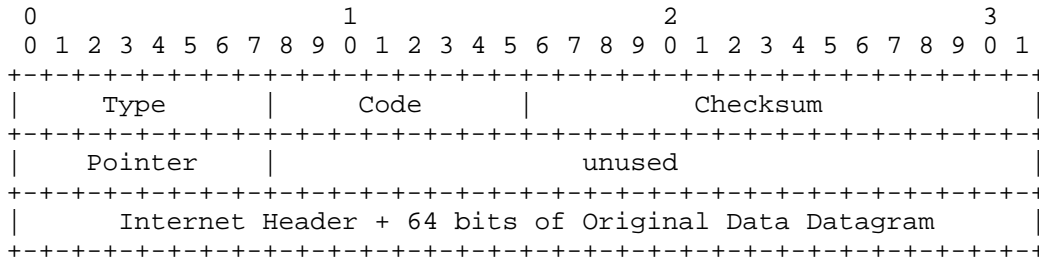 0                   1                   2                   3
0 1 2 3 4 5 6 7 8 9 0 1 2 3 4 5 6 7 8 9 0 1 2 3 4 5 6 7 8 9 0 1
+-+-+-+-+-+-+-+-+-+-+-+-+-+-+-+-+-+-+-+-+-+-+-+-+-+-+-+-+-+-+-+-+
|     Type      |     Code      |          Checksum             |
+-+-+-+-+-+-+-+-+-+-+-+-+-+-+-+-+-+-+-+-+-+-+-+-+-+-+-+-+-+-+-+-+
|    Pointer    |                   unused                      |
+-+-+-+-+-+-+-+-+-+-+-+-+-+-+-+-+-+-+-+-+-+-+-+-+-+-+-+-+-+-+-+-+
|      Internet Header + 64 bits of Original Data Datagram      |
+-+-+-+-+-+-+-+-+-+-+-+-+-+-+-+-+-+-+-+-+-+-+-+-+-+-+-+-+-+-+-+-+